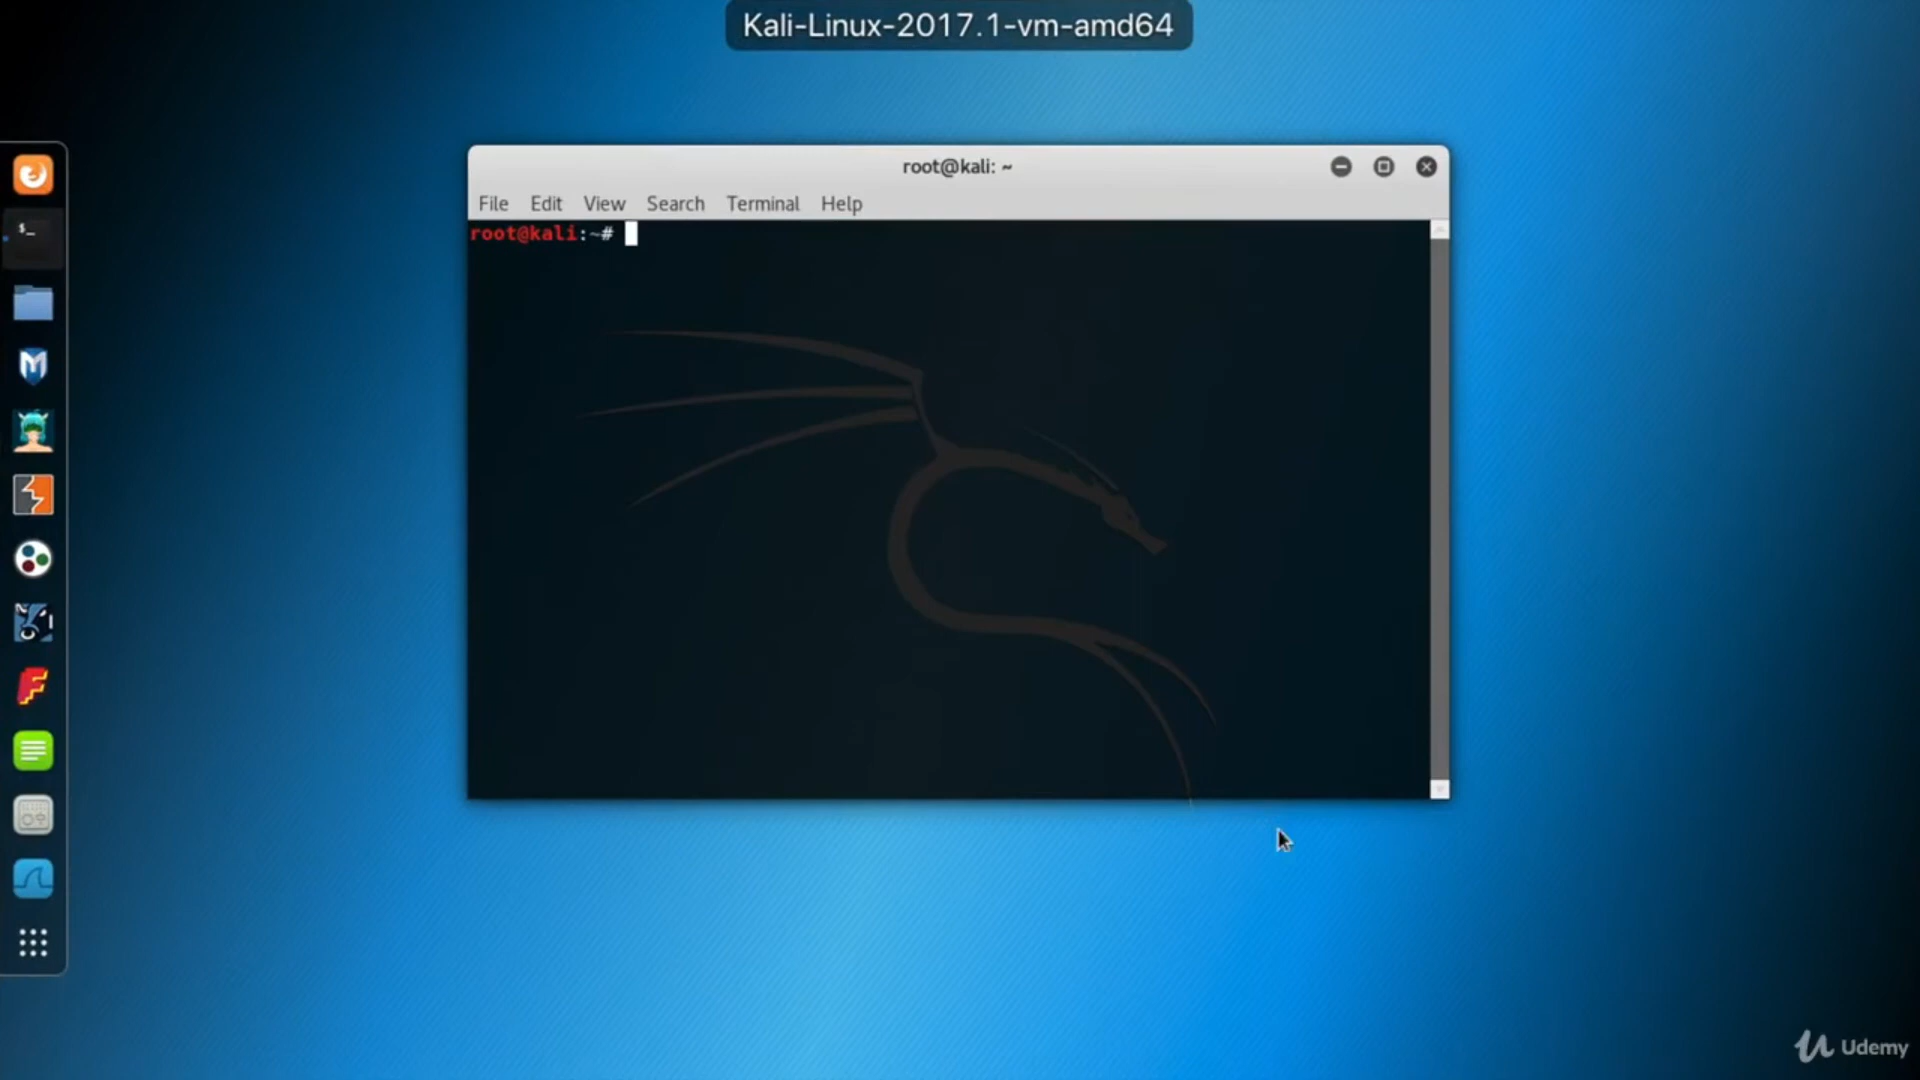 Kali-Linux-2017.1-vm-amd64
root@kali: ~
File Edit View Search Terminal Help
root@kali:~#
$_
Udemy